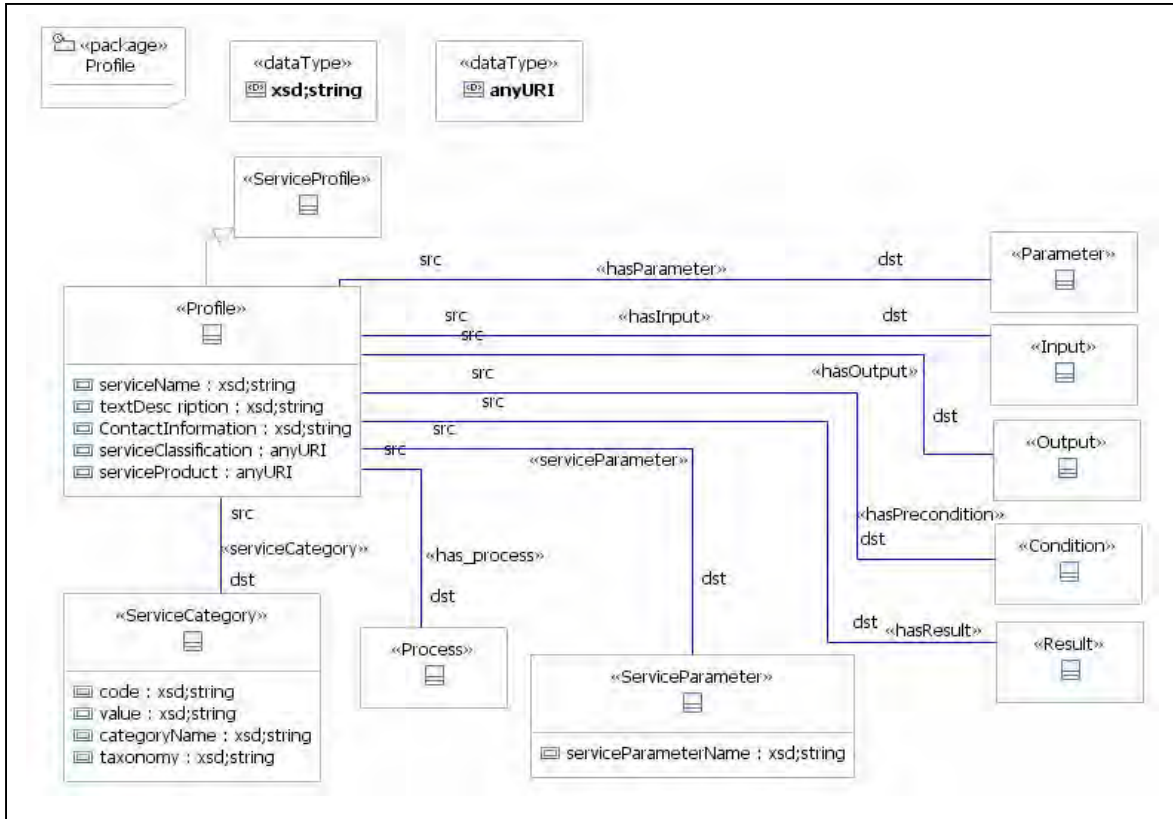 «package»
Profile
«dataType»
xsd;string
«dataType»
anyURI
«ServiceProfile»
src
«hasParameter»
dst
«Parameter»
«Profile»
serviceName : xsd;string
textDesc ription : xsd;string
ContactInformation : xsd;string
serviceClassification : anyURI
serviceProduct : anyURI
src
«hasInput»
dst
«Input»
src
«hasOutput»
dst
«Output»
src
«hasPrecondition»
dst
«Condition»
src
dst
«hasResult»
«Result»
src
«serviceParameter»
dst
«ServiceParameter»
serviceParameterName : xsd;string
src
«has_process»
dst
«Process»
src
«serviceCategory»
dst
«ServiceCategory»
code : xsd;string
value : xsd;string
categoryName : xsd;string
taxonomy : xsd;string